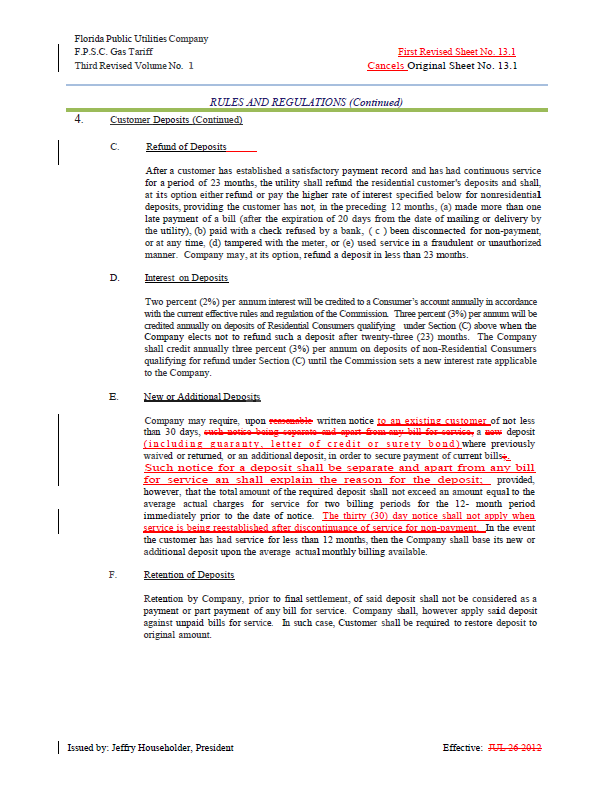 Florida Public Utilities Company
F.P.S.C. Gas Tariff First Revised Sheet No. 13.1
Third Revised Volume No. 1 Cancels Original Sheet No. 13.1
RULES AND REGULATIONS (Continued)
4. Customer Deposits (Continued)
C. Refund of Deposits
After a customer has established a satisfactory payment record and has had continuous service
for a period of 23 months, the utility shall refund the residential customer's deposits and shall,
at its option either refund or pay the higher rate of interest specified below for nonresidential
deposits, providing the customer has not, in the preceding 12 months, (a) made more than one
late payment of a bill (after the expiration of 20 days from the date of mailing or delivery by
the utility), (b) paid with a check refused by a bank, ( c ) been disconnected for non-payment,
or at any time, (d) tampered with the meter, or (e) used service in a fraudulent or unauthorized
manner. Company may, at its option, refund a deposit in less than 23 months.
D. Interest on Deposits
Two percent (2%) per annum interest will be credited to a Consumer's account annually in accordance
with the current effective rules and regulation of the Commission. Three percent (3%) per annum will be
credited annually on deposits of Residential Consumers qualifying under Section (C) above when the
Company elects not to refund such a deposit after twenty-three (23) months. The Company
shall credit annually three percent (3%) per annum on deposits of non-Residential Consumers
qualifying for refund under Section (C) until the Commission sets a new interest rate applicable
to the Company.
E. New or Additional Deposits
Company may require, upon reasonable written notice to an existing customer of not less
than 30 days, such notice being separate and apart from any bill for service, a new deposit
(including guaranty, letter of credit or surety bond) where previously
waived or returned, or an additional deposit, in order to secure payment of current bills;.
Such notice for a deposit shall be separate and apart from any bill
for service an shall explain the reason for the deposit; provided,
however, that the total amount of the required deposit shall not exceed an amount equal to the
average actual charges for service for two billing periods for the 12- month period
immediately prior to the date of notice. The thirty (30) day notice shall not apply when
service is being reestablished after discontinuance of service for non-payment. In the event
the customer has had service for less than 12 months, then the Company shall base its new or
additional deposit upon the average actual monthly billing available.
F. Retention of Deposits
Retention by Company, prior to final settlement, of said deposit shall not be considered as a
payment or part payment of any bill for service. Company shall, however apply said deposit
against unpaid bills for service. In such case, Customer shall be required to restore deposit to
original amount.
Issued by: Jeffry Householder, President Effective: JUL 26 2012